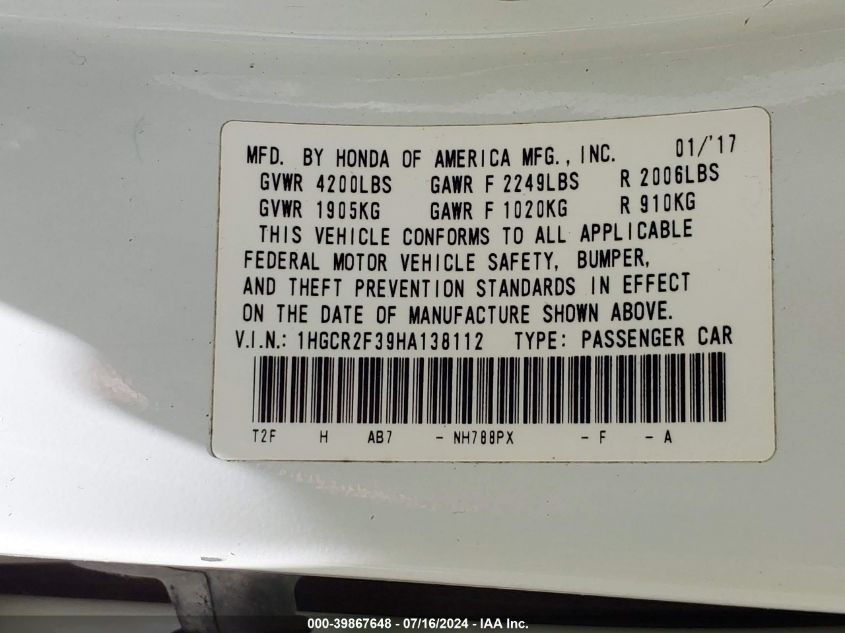 MFD. BY HONDA OF AMERICA MFG., INC. 01/'17
GVWR 4200LBS GAWR F 2249LBS R 2006LBS
GVWR 1905KG GAWR F 1020KG R 910KG
THIS VEHICLE CONFORMS TO ALL APPLICABLE
FEDERAL MOTOR VEHICLE SAFETY, BUMPER,
AND THEFT PREVENTION STANDARDS IN EFFECT
ON THE DATE OF MANUFACTURE SHOWN ABOVE.
V.I.N.: 1HGCR2F39HA138112 TYPE: PASSENGER CAR
T2F H AB7 - NH788PX - F - A
000-39867648 - 07/16/2024 - IAA Inc.